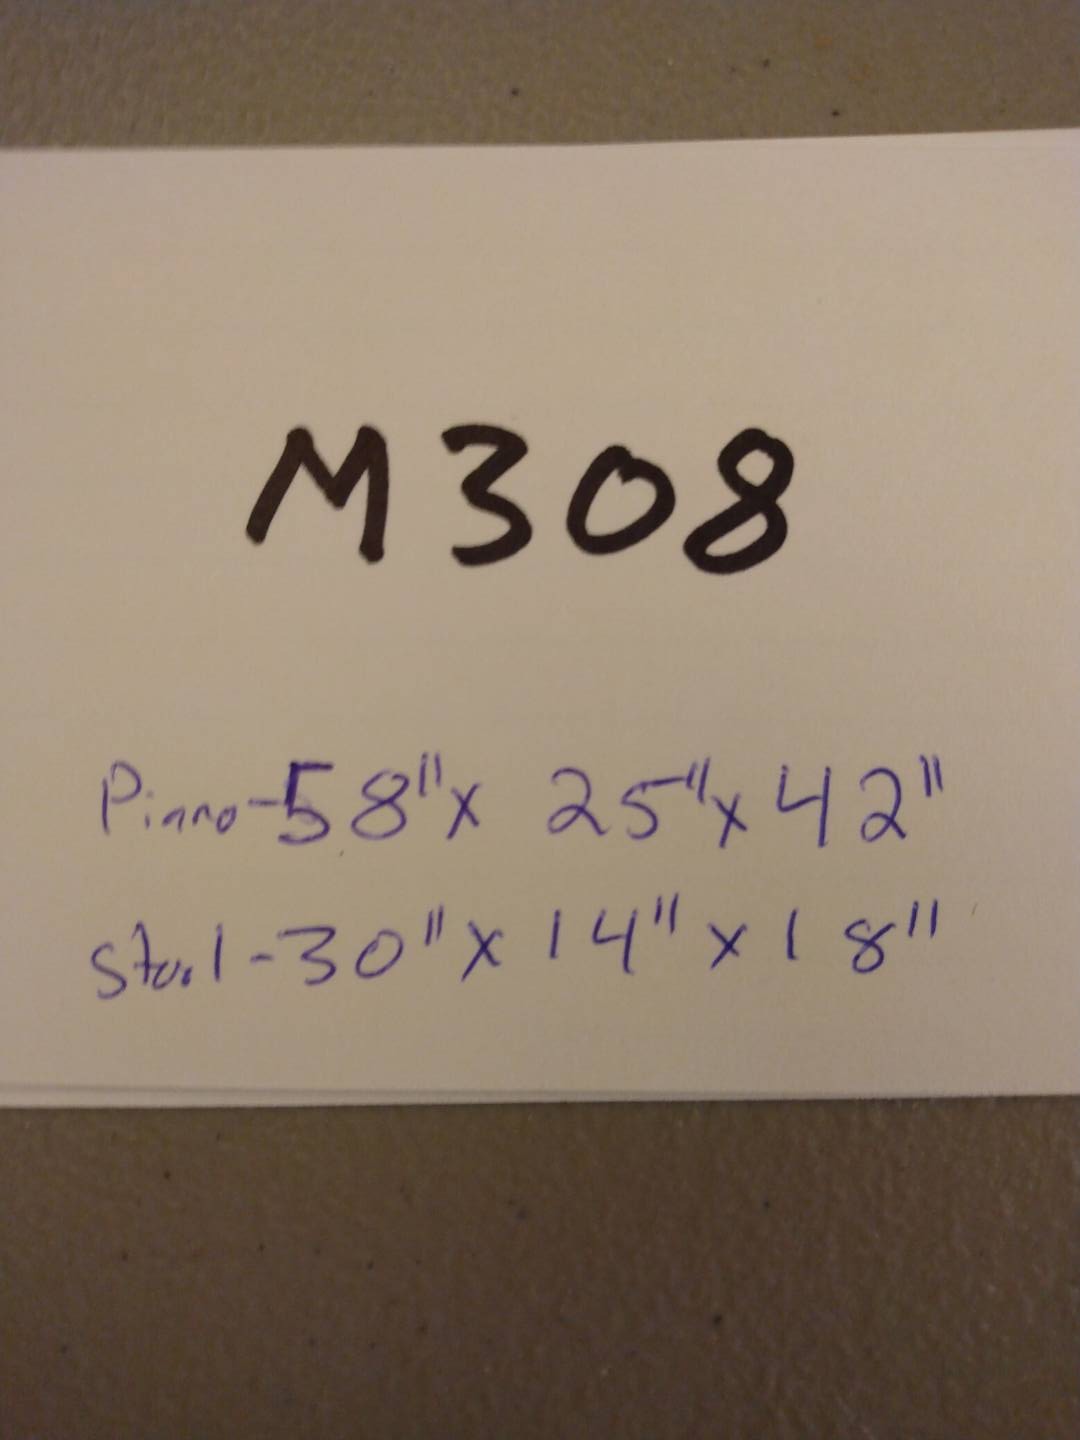 M308
Piano-58" x 25" x 42"
Stool-30" x 14" x 18"